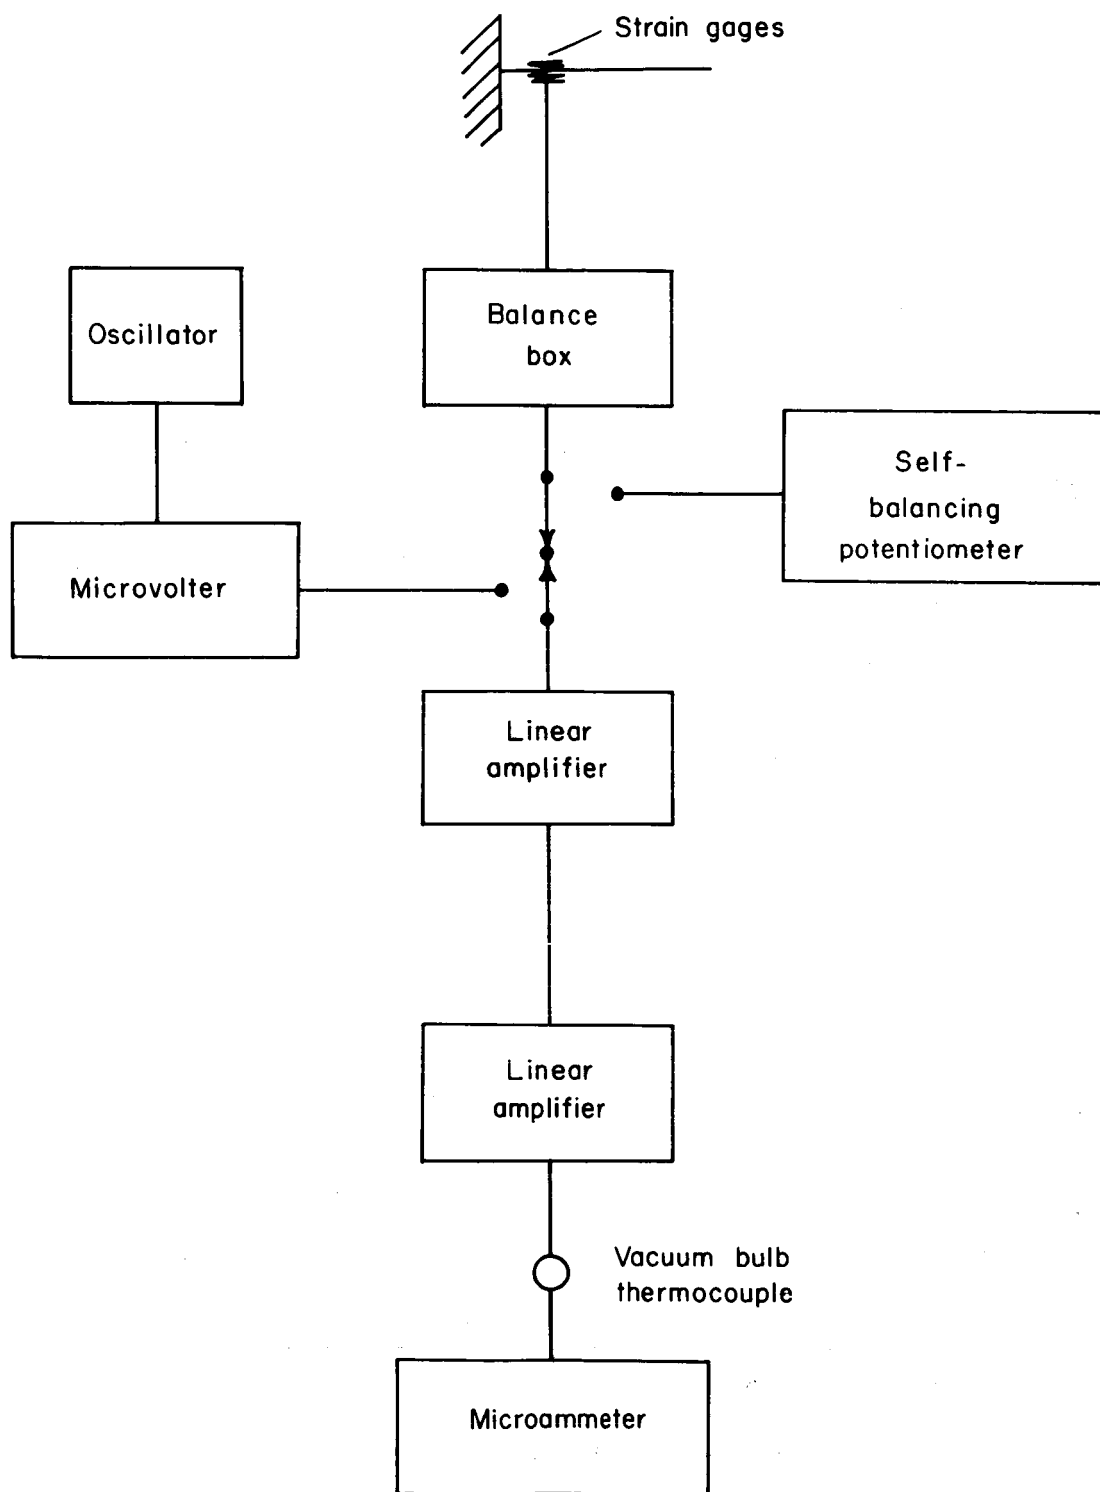 Strain gages
Oscillator
Balance
box
Self-
balancing
potentiometer
Microvolter
Linear
amplifier
Linear
amplifier
Vacuum bulb
thermocouple
Microammeter